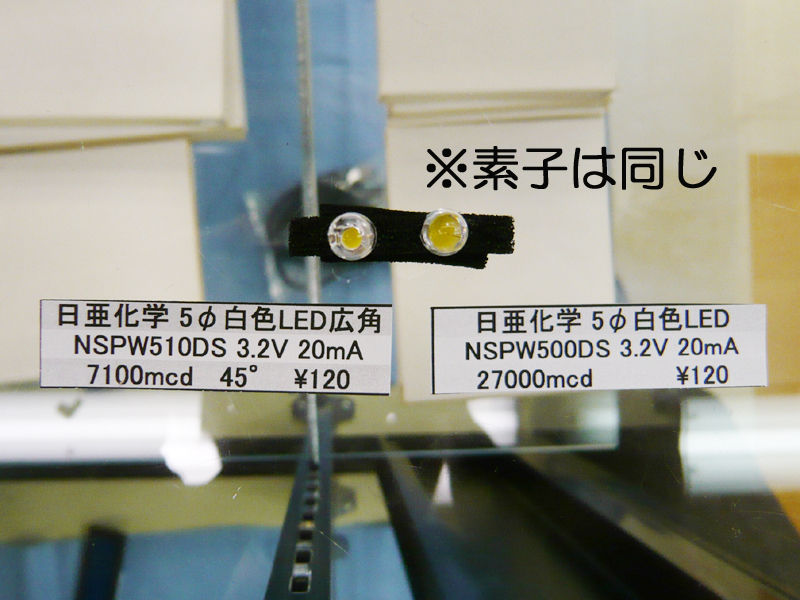 ※素子は同じ
日亜化学 5φ白色LED広角
NSPW510DS 3.2V 20mA
7100mcd 45° ¥120
日亜化学 5φ白色LED
NSPW500DS 3.2V 20mA
27000mcd ¥120